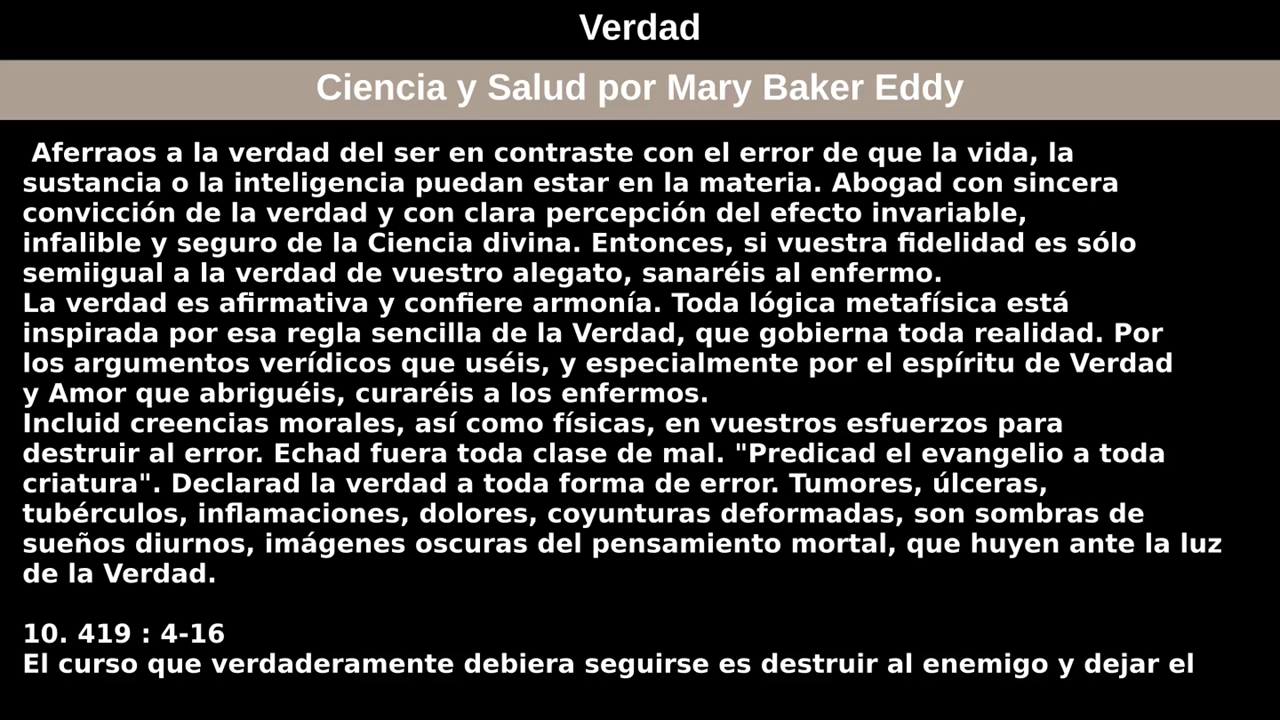 Verdad
Ciencia y Salud por Mary Baker Eddy
Aferraos a la verdad del ser en contraste con el error de que la vida, la
sustancia o la inteligencia puedan estar en la materia. Abogad con sincera
convicción de la verdad y con clara percepción del efecto invariable,
infalible y seguro de la Ciencia divina. Entonces, si vuestra fidelidad es sólo
semiigual a la verdad de vuestro alegato, sanaréis al enfermo.
La verdad es afirmativa y confiere armonía. Toda lógica metafísica está
inspirada por esa regla sencilla de la Verdad, que gobierna toda realidad. Por
los argumentos verídicos que uséis, y especialmente por el espíritu de Verdad
y Amor que abriguéis, curaréis a los enfermos.
Incluid creencias morales, así como físicas, en vuestros esfuerzos para
destruir al error. Echad fuera toda clase de mal. "Predicad el evangelio a toda
criatura". Declarad la verdad a toda forma de error. Tumores, úlceras,
tubérculos, inflamaciones, dolores, coyunturas deformadas, son sombras de
sueños diurnos, imágenes oscuras del pensamiento mortal, que huyen ante la luz
de la Verdad.
10. 419 : 4-16
El curso que verdaderamente debiera seguirse es destruir al enemigo y dejar el